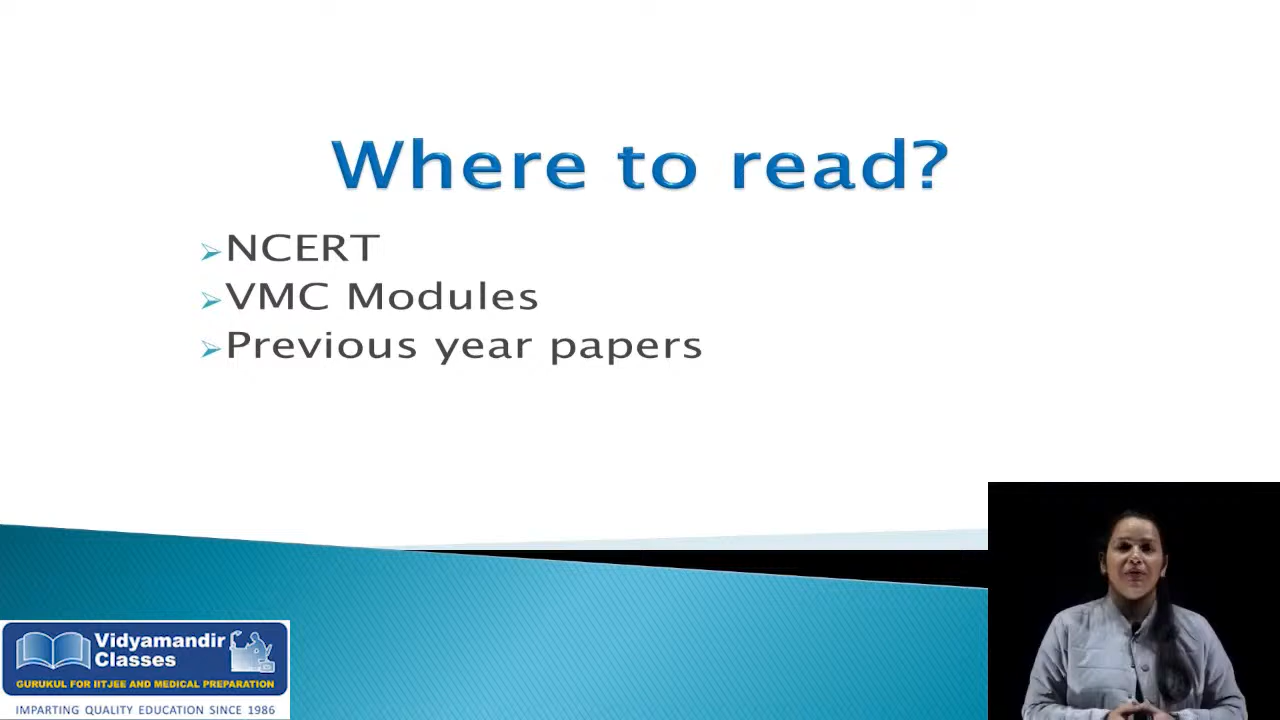 Where to read?
NCERT
VMC Modules
Previous year papers
Vidyamandir
Classes
GURUKUL FOR IITJEE AND MEDICAL PREPARATION
IMPARTING QUALITY EDUCATION SINCE 1986